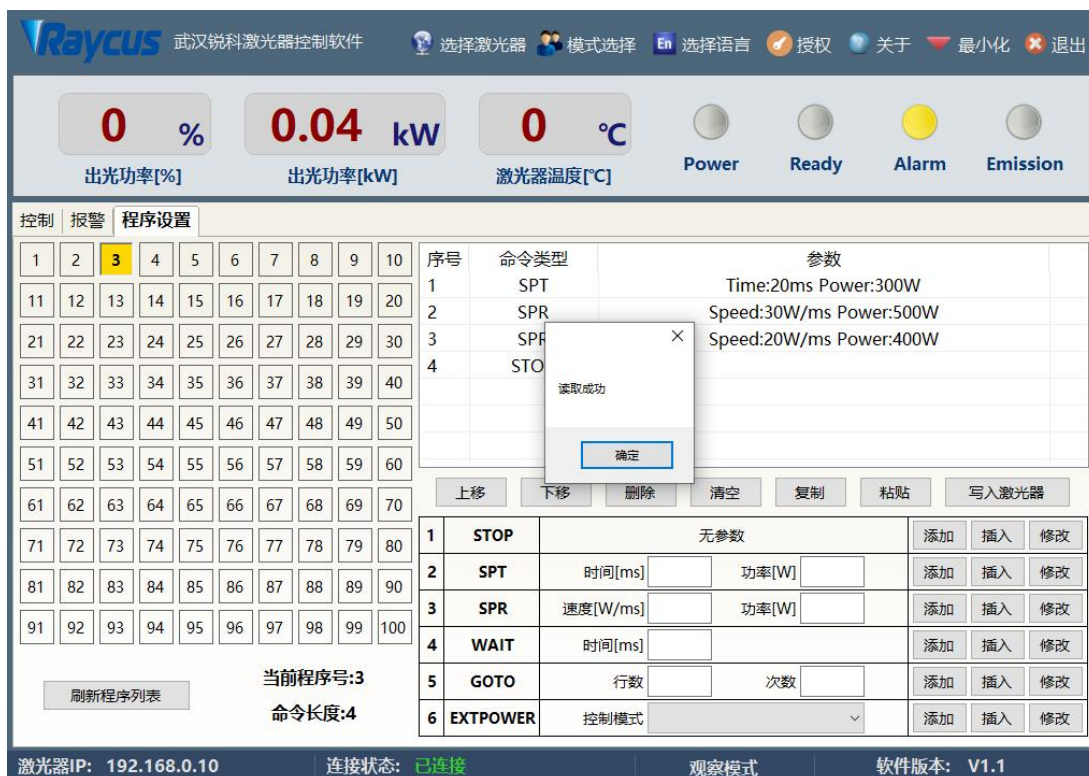 Raycus 武汉锐科激光器控制软件 选择激光器 模式选择 En 选择语言 授权 关于 最小化 退出
0 % 0.04 kW 0 ℃
出光功率[%] 出光功率[kW] 激光器温度[℃] Power Ready Alarm Emission
控制 报警 程序设置
1 2 3 4 5 6 7 8 9 10
11 12 13 14 15 16 17 18 19 20
21 22 23 24 25 26 27 28 29 30
31 32 33 34 35 36 37 38 39 40
41 42 43 44 45 46 47 48 49 50
51 52 53 54 55 56 57 58 59 60
61 62 63 64 65 66 67 68 69 70
71 72 73 74 75 76 77 78 79 80
81 82 83 84 85 86 87 88 89 90
91 92 93 94 95 96 97 98 99 100
刷新程序列表
当前程序号:3
命令长度:4
序号 命令类型 参数
1 SPT Time:20ms Power:300W
2 SPR Speed:30W/ms Power:500W
3 SPR Speed:20W/ms Power:400W
4 STO
读取成功
确定
上移 下移 删除 清空 复制 粘贴 写入激光器
1 STOP 无参数 添加 插入 修改
2 SPT 时间[ms] 功率[W] 添加 插入 修改
3 SPR 速度[W/ms] 功率[W] 添加 插入 修改
4 WAIT 时间[ms] 添加 插入 修改
5 GOTO 行数 次数 添加 插入 修改
6 EXTPOWER 控制模式 添加 插入 修改
激光器IP: 192.168.0.10 连接状态: 已连接 观察模式 软件版本: V1.1